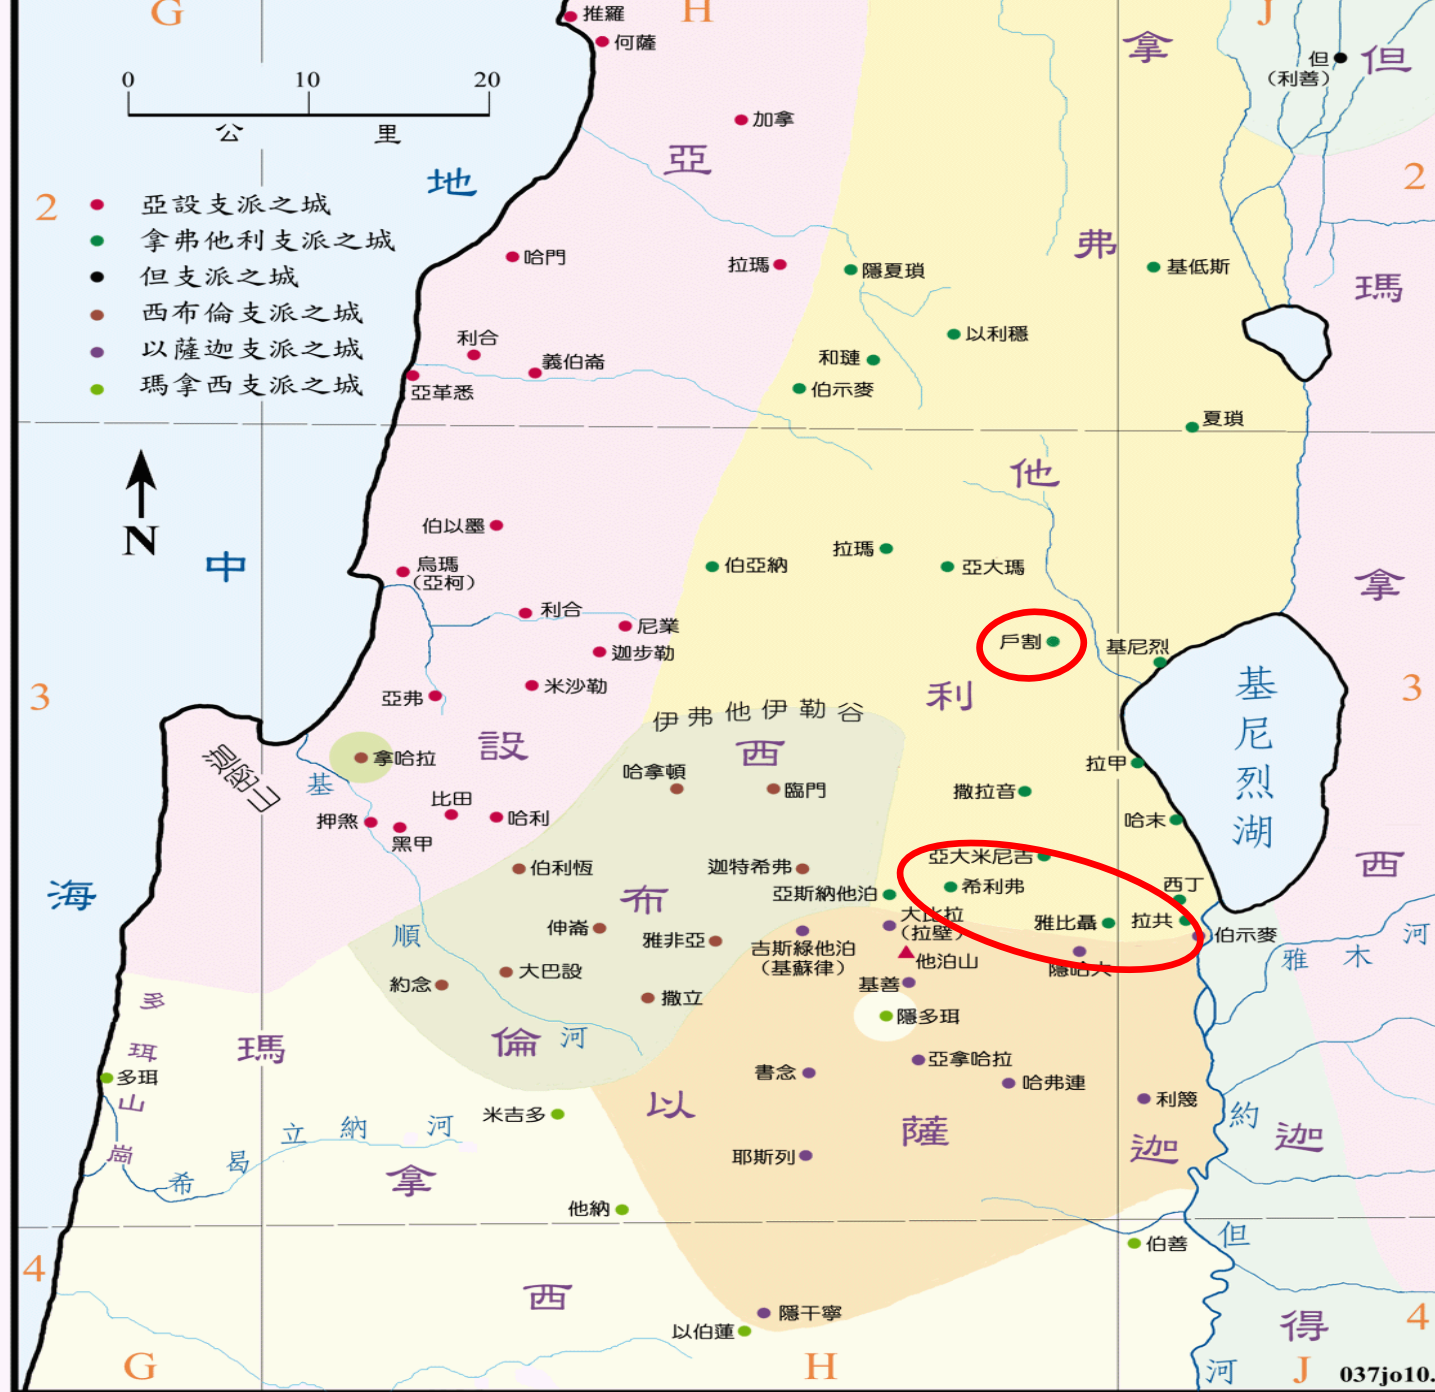 G
H
J
推羅
何薩
拿
但
但
(利善)
0 10 20
公 里
加拿
亞
地
2
2
亞設支派之城
拿弗他利支派之城
但支派之城
西布倫支派之城
以薩迦支派之城
瑪拿西支派之城
哈門
拉瑪
隱夏瑣
弗
基低斯
瑪
利合
義伯崙
亞革悉
以利穩
和璉
伯示麥
夏瑣
N
中
他
伯以墨
烏瑪
(亞柯)
伯亞納
拉瑪
亞大瑪
拿
利合
尼業
迦步勒
戶割
基尼烈
3
3
亞弗
米沙勒
利
基尼烈湖
伊弗他伊勒谷
設
西
迦密山
拿哈拉
基
哈拿頓
臨門
拉甲
撒拉音
押煞
比田
哈利
黑甲
哈末
伯利恆
迦特希弗
亞大米尼吉
希利弗
西
海
布
亞斯納他泊
西丁
大比拉
(拉壁)
雅比聶
拉共
伯示麥
順
伸崙
雅非亞
吉斯綠他泊
(基蘇律)
他泊山
隱哈大
雅木河
約念
大巴設
撒立
基善
多珥山崗
瑪
倫
河
隱多珥
多珥
書念
亞拿哈拉
哈弗連
利篾
米吉多
以
薩
迦
約
迦
希曷立納河
拿
耶斯列
他納
但
伯善
4
4
西
隱干寧
以伯蓮
得
G
H
河
J
037jo10.